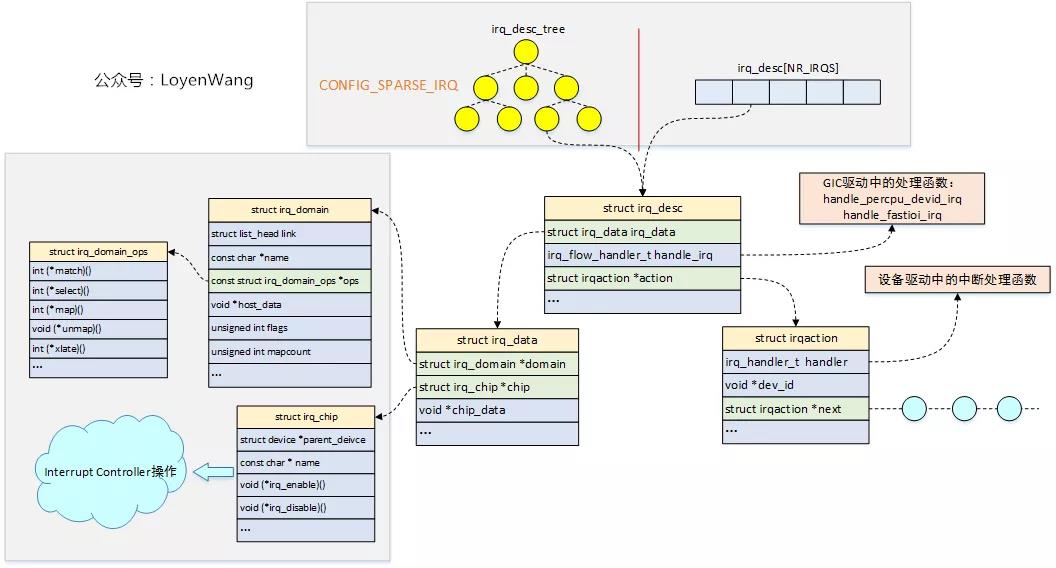 公众号：LoyenWang
irq_desc_tree
CONFIG_SPARSE_IRQ
irq_desc[NR_IRQS]
struct irq_desc
struct irq_data irq_data
irq_flow_handler_t handle_irq
struct irqaction *action
...
GIC驱动中的处理函数：
handle_percpu_devid_irq
handle_fastioi_irq
设备驱动中的中断处理函数
struct irq_domain
struct list_head link
const char *name
const struct irq_domain_ops *ops
void *host_data
unsigned int flags
unsigned int mapcount
...
struct irq_domain_ops
int (*match)()
int (*select)()
int (*map)()
void (*unmap)()
int (*xlate)()
...
struct irq_data
struct irq_domain *domain
struct irq_chip *chip
void *chip_data
...
struct irqaction
irq_handler_t handler
void *dev_id
struct irqaction *next
...
struct irq_chip
struct device *parent_deivce
const char * name
void (*irq_enable)()
void (*irq_disable)()
...
Interrupt Controller操作